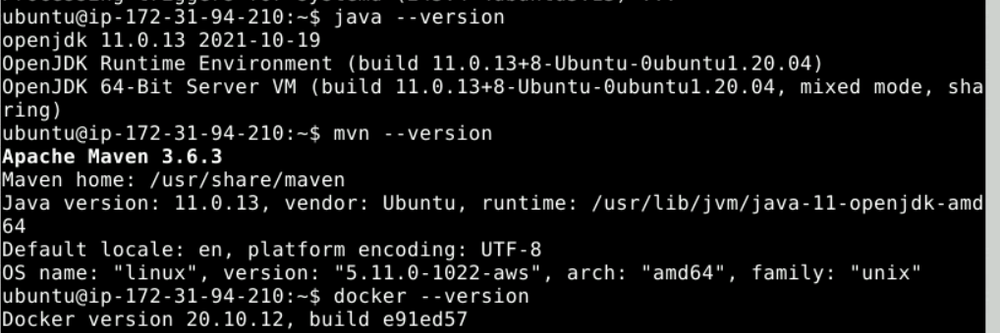 ubuntu@ip-172-31-94-210:~$ java --version
openjdk 11.0.13 2021-10-19
OpenJDK Runtime Environment (build 11.0.13+8-Ubuntu-0ubuntu1.20.04)
OpenJDK 64-Bit Server VM (build 11.0.13+8-Ubuntu-0ubuntu1.20.04, mixed mode, sha
ring)
ubuntu@ip-172-31-94-210:~$ mvn --version
Apache Maven 3.6.3
Maven home: /usr/share/maven
Java version: 11.0.13, vendor: Ubuntu, runtime: /usr/lib/jvm/java-11-openjdk-amd
64
Default locale: en, platform encoding: UTF-8
OS name: "linux", version: "5.11.0-1022-aws", arch: "amd64", family: "unix"
ubuntu@ip-172-31-94-210:~$ docker --version
Docker version 20.10.12, build e91ed57